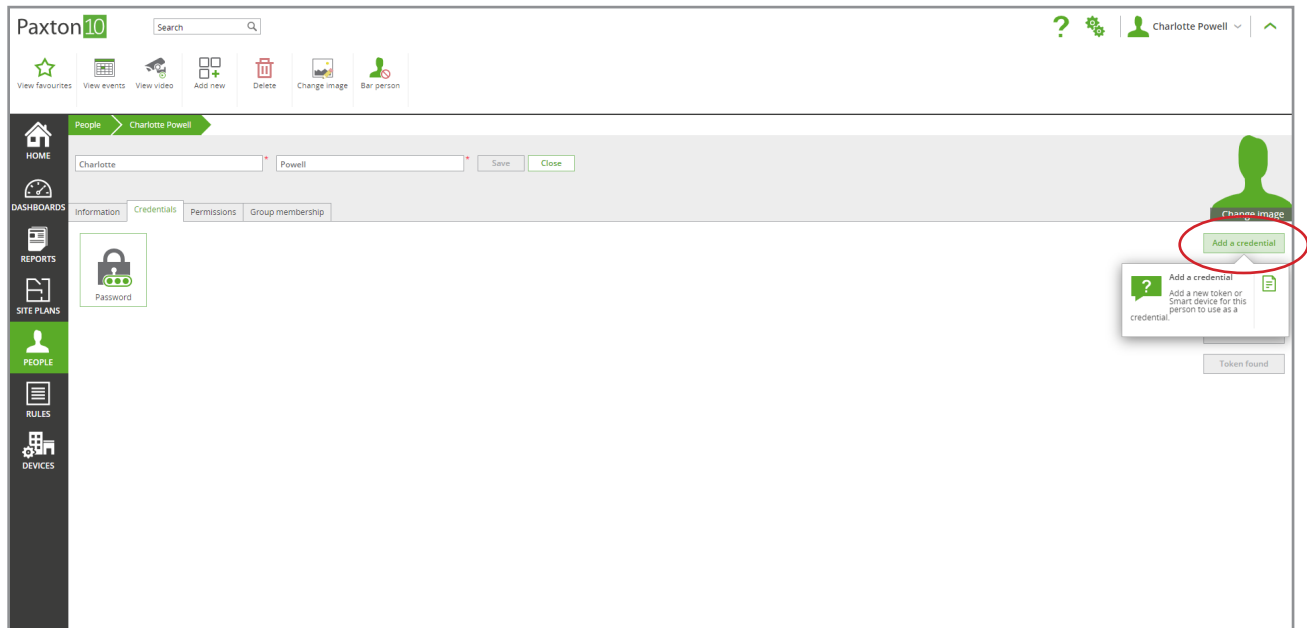 Paxton10
Search
Charlotte Powell
View favourites
View events
View video
Add new
Delete
Change image
Bar person
People
Charlotte Powell
HOME
Charlotte
*
Powell
*
Save
Close
DASHBOARDS
Information
Credentials
Permissions
Group membership
Change image
REPORTS
Add a credential
Password
Add a credential
Add a new token or
Smart device for this
person to use as a
credential.
SITE PLANS
PEOPLE
Token found
RULES
DEVICES